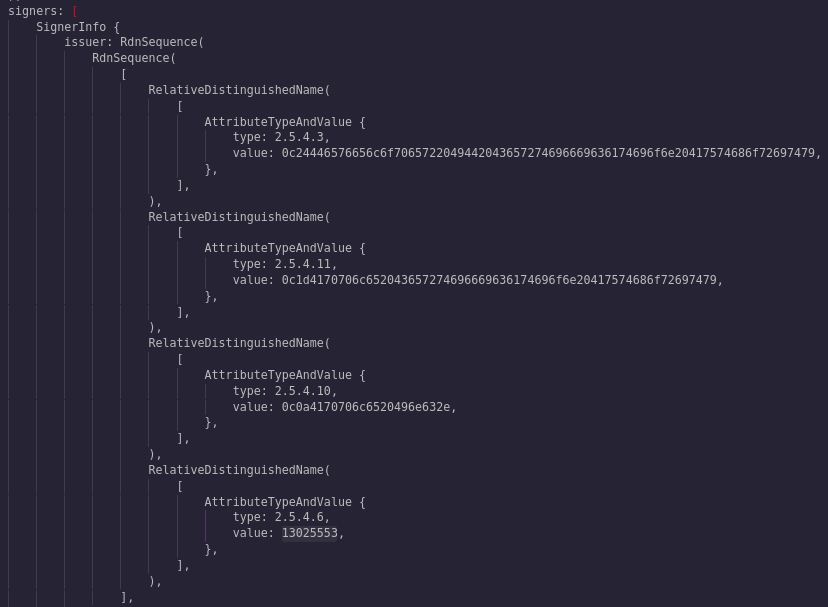 signers: [
SignerInfo {
issuer: RdnSequence(
RdnSequence(
[
RelativeDistinguishedName(
[
AttributeTypeAndValue {
type: 2.5.4.3,
value: 0c24446576656c6f7065722049442043657274696669636174696f6e20417574686f72697479,
},
],
),
RelativeDistinguishedName(
[
AttributeTypeAndValue {
type: 2.5.4.11,
value: 0c1d4170706c652043657274696669636174696f6e20417574686f72697479,
},
],
),
RelativeDistinguishedName(
[
AttributeTypeAndValue {
type: 2.5.4.10,
value: 0c0a4170706c6520496e632e,
},
],
),
RelativeDistinguishedName(
[
AttributeTypeAndValue {
type: 2.5.4.6,
value: 13025553,
},
],
),
],